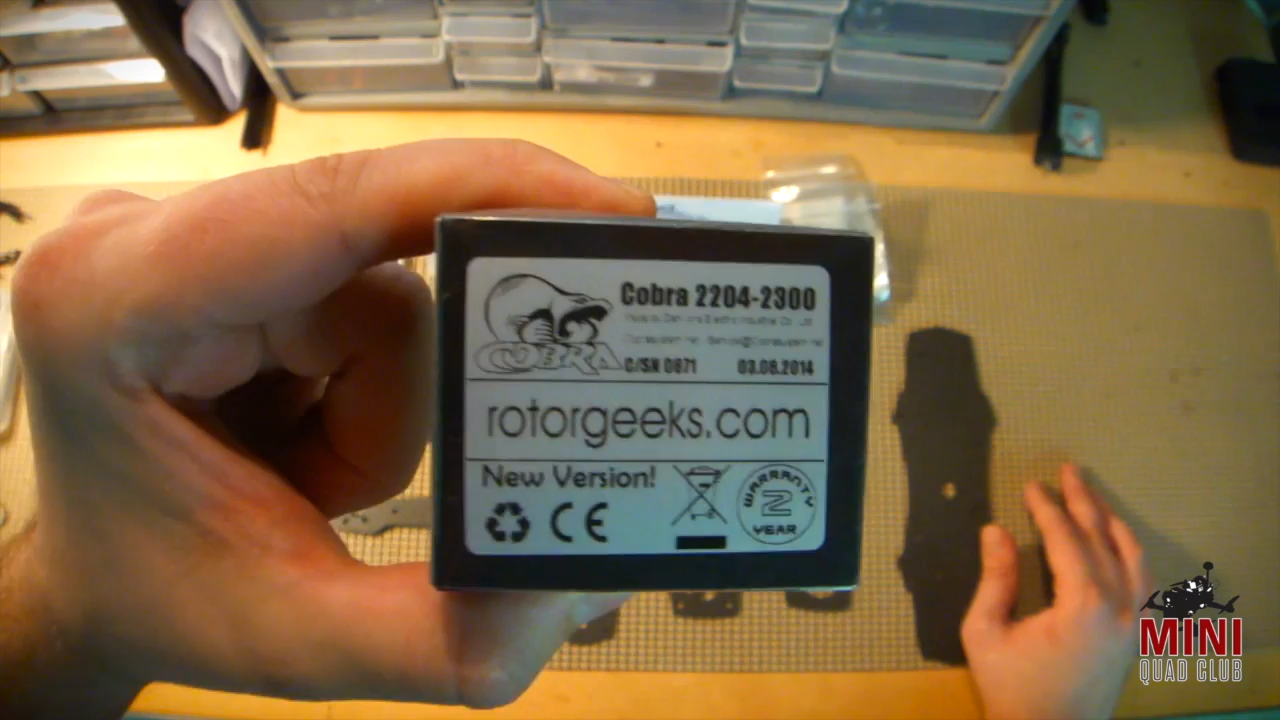 Cobra 2204-2300
COBRA
C/SN 0871 03.08.2014
rotorgeeks.com
New Version!
CE
WARRANTY
2
YEAR
MINI
QUAD CLUB